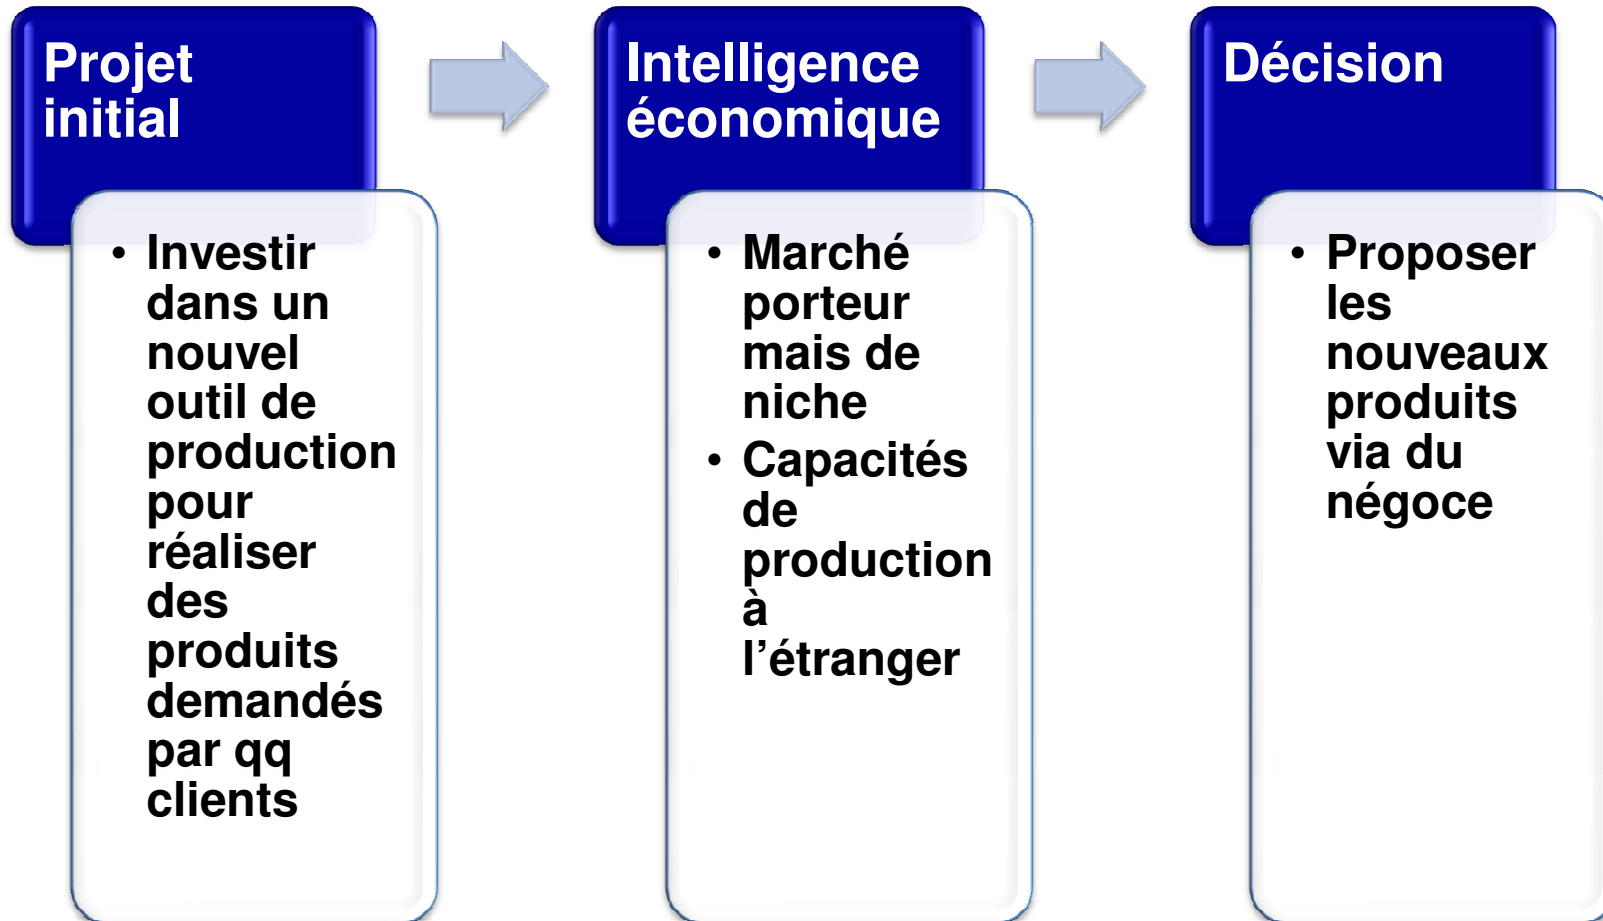 Projet
initial
• Investir
dans un
nouvel
outil de
production
pour
réaliser
des
produits
demandés
par qq
clients
Intelligence
économique
• Marché
porteur
mais de
niche
• Capacités
de
production
à
l’étranger
Décision
• Proposer
les
nouveaux
produits
via du
négoce